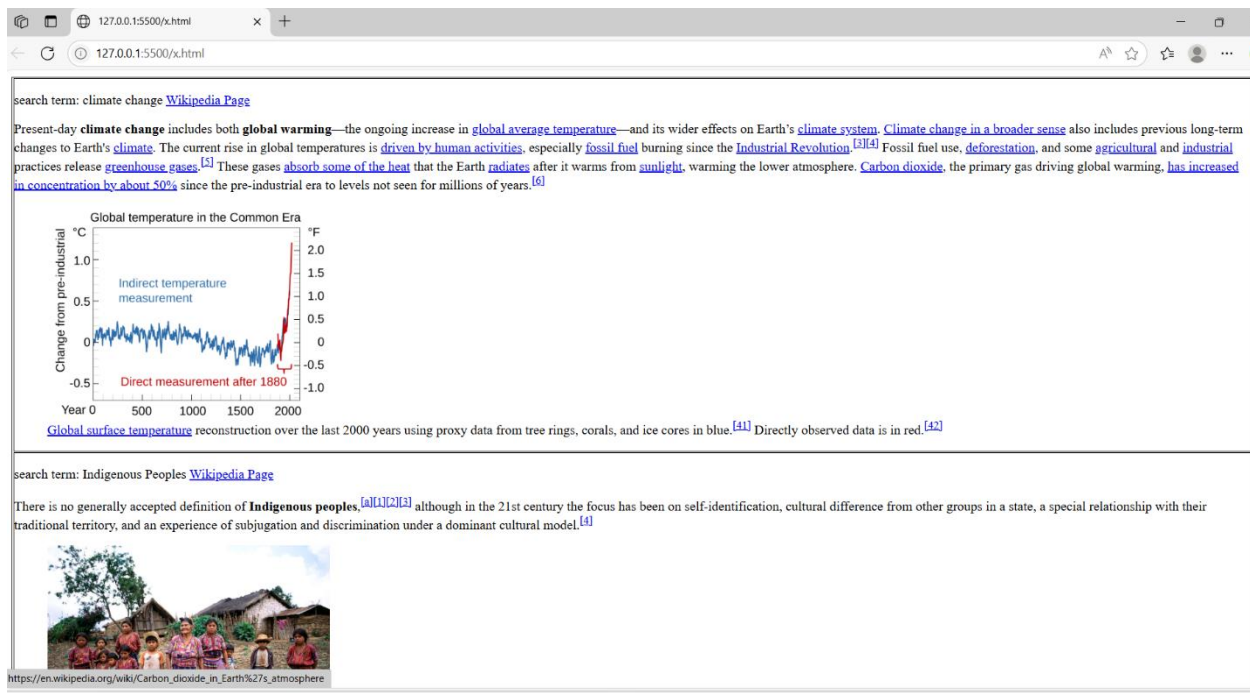 127.0.0.1:5500/x.html
127.0.0.1:5500/x.html
search term: climate change Wikipedia Page
Present-day climate change includes both global warming—the ongoing increase in global average temperature—and its wider effects on Earth's climate system. Climate change in a broader sense also includes previous long-term
changes to Earth's climate. The current rise in global temperatures is driven by human activities, especially fossil fuel burning since the Industrial Revolution.[3][4] Fossil fuel use, deforestation, and some agricultural and industrial
practices release greenhouse gases.[5] These gases absorb some of the heat that the Earth radiates after it warms from sunlight, warming the lower atmosphere. Carbon dioxide, the primary gas driving global warming, has increased
in concentration by about 50% since the pre-industrial era to levels not seen for millions of years.[6]
Global temperature in the Common Era
°C °F
2.0
1.0
1.5
Indirect temperature
measurement
1.0
0.5
0.5
0 0
-0.5
-0.5
Direct measurement after 1880
-1.0
Change from pre-industrial
Year 0 500 1000 1500 2000
Global surface temperature reconstruction over the last 2000 years using proxy data from tree rings, corals, and ice cores in blue.[41] Directly observed data is in red.[42]
search term: Indigenous Peoples Wikipedia Page
There is no generally accepted definition of Indigenous peoples,[a][1][2][3] although in the 21st century the focus has been on self-identification, cultural difference from other groups in a state, a special relationship with their
traditional territory, and an experience of subjugation and discrimination under a dominant cultural model.[4]
https://en.wikipedia.org/wiki/Carbon_dioxide_in_Earth%27s_atmosphere